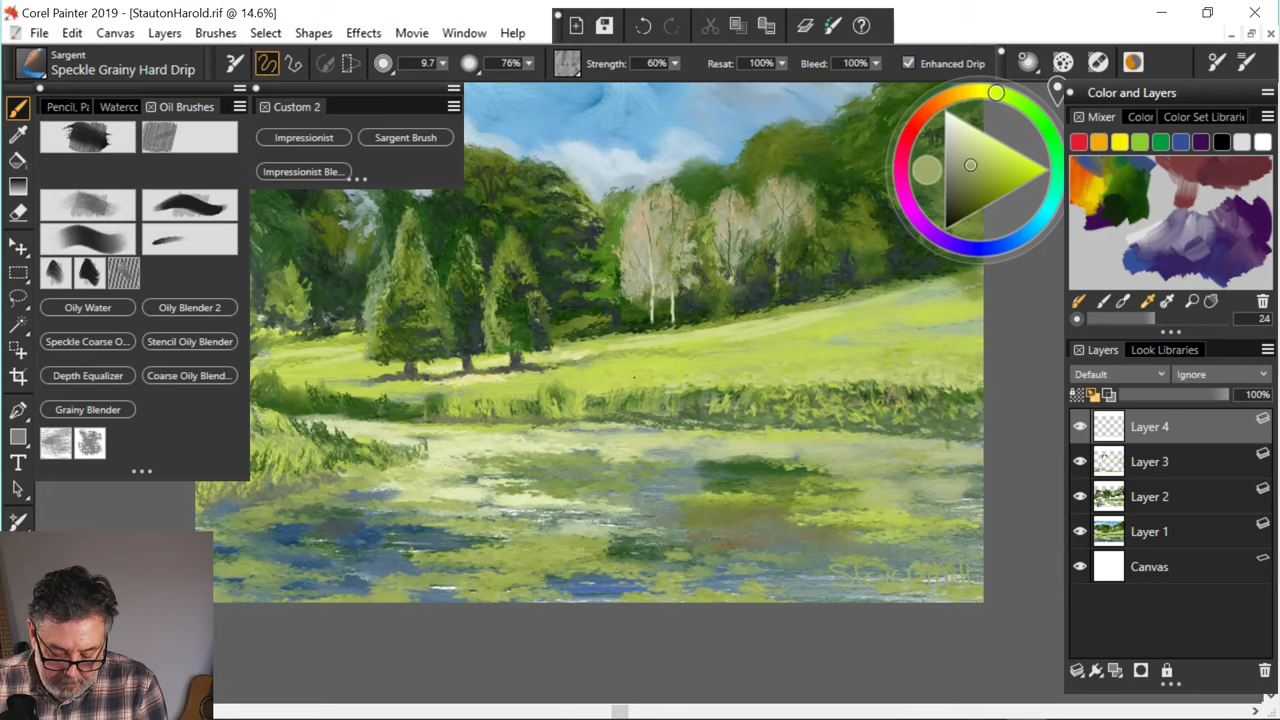 Corel Painter 2019 - [StautonHarold.rif @ 14.6%]
File Edit Canvas Layers Brushes Select Shapes Effects Movie Window Help
Sargent
Speckle Grainy Hard Drip
9.7
76%
Strength: 60%
Resat: 100%
Bleed: 100%
Enhanced Drip
Pencil, Pa
Waterco
Oil Brushes
Custom 2
Impressionist
Sargent Brush
Impressionist Ble...
Oily Water
Oily Blender 2
Speckle Coarse O...
Stencil Oily Blender
Depth Equalizer
Coarse Oily Blend...
Grainy Blender
Color and Layers
Mixer
Color
Color Set Librarie
24
Layers
Look Libraries
Default
Ignore
100%
Layer 4
Layer 3
Layer 2
Layer 1
Canvas